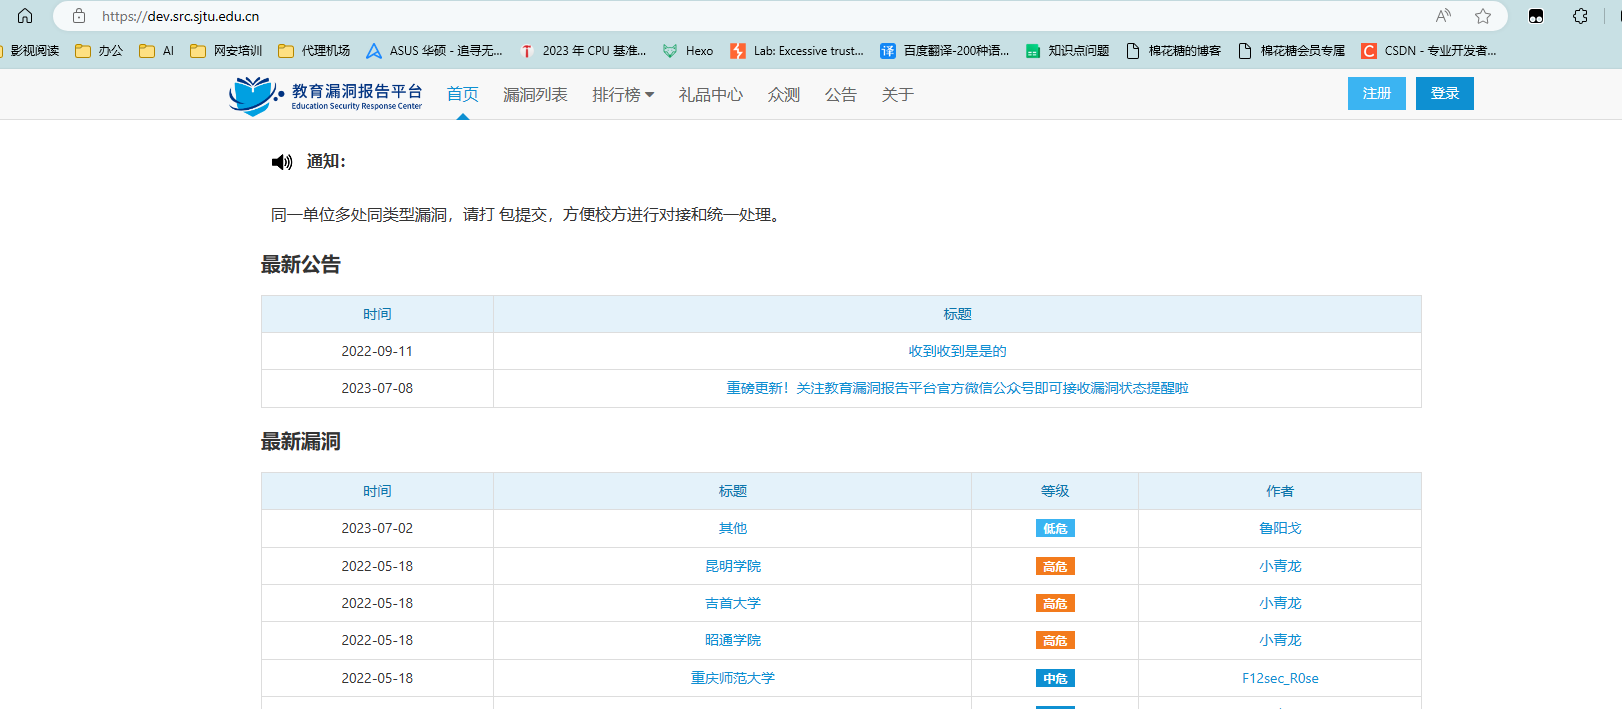 https://dev.src.sjtu.edu.cn
影视阅读 办公 AI 网安培训 代理机场 ASUS 华硕 - 追寻无... 2023 年 CPU 基准... Hexo Lab: Excessive trust... 百度翻译-200种语... 知识点问题 棉花糖的博客 棉花糖会员专属 CSDN - 专业开发者...
教育漏洞报告平台 首页 漏洞列表 排行榜 礼品中心 众测 公告 关于 注册 登录
Education Security Response Center
通知：
同一单位多处同类型漏洞，请打 包提交，方便校方进行对接和统一处理。
最新公告
时间 标题
2022-09-11 收到收到是是的
2023-07-08 重磅更新！关注教育漏洞报告平台官方微信公众号即可接收漏洞状态提醒啦
最新漏洞
时间 标题 等级 作者
2023-07-02 其他 低危 鲁阳戈
2022-05-18 昆明学院 高危 小青龙
2022-05-18 吉首大学 高危 小青龙
2022-05-18 昭通学院 高危 小青龙
2022-05-18 重庆师范大学 中危 F12sec_R0se